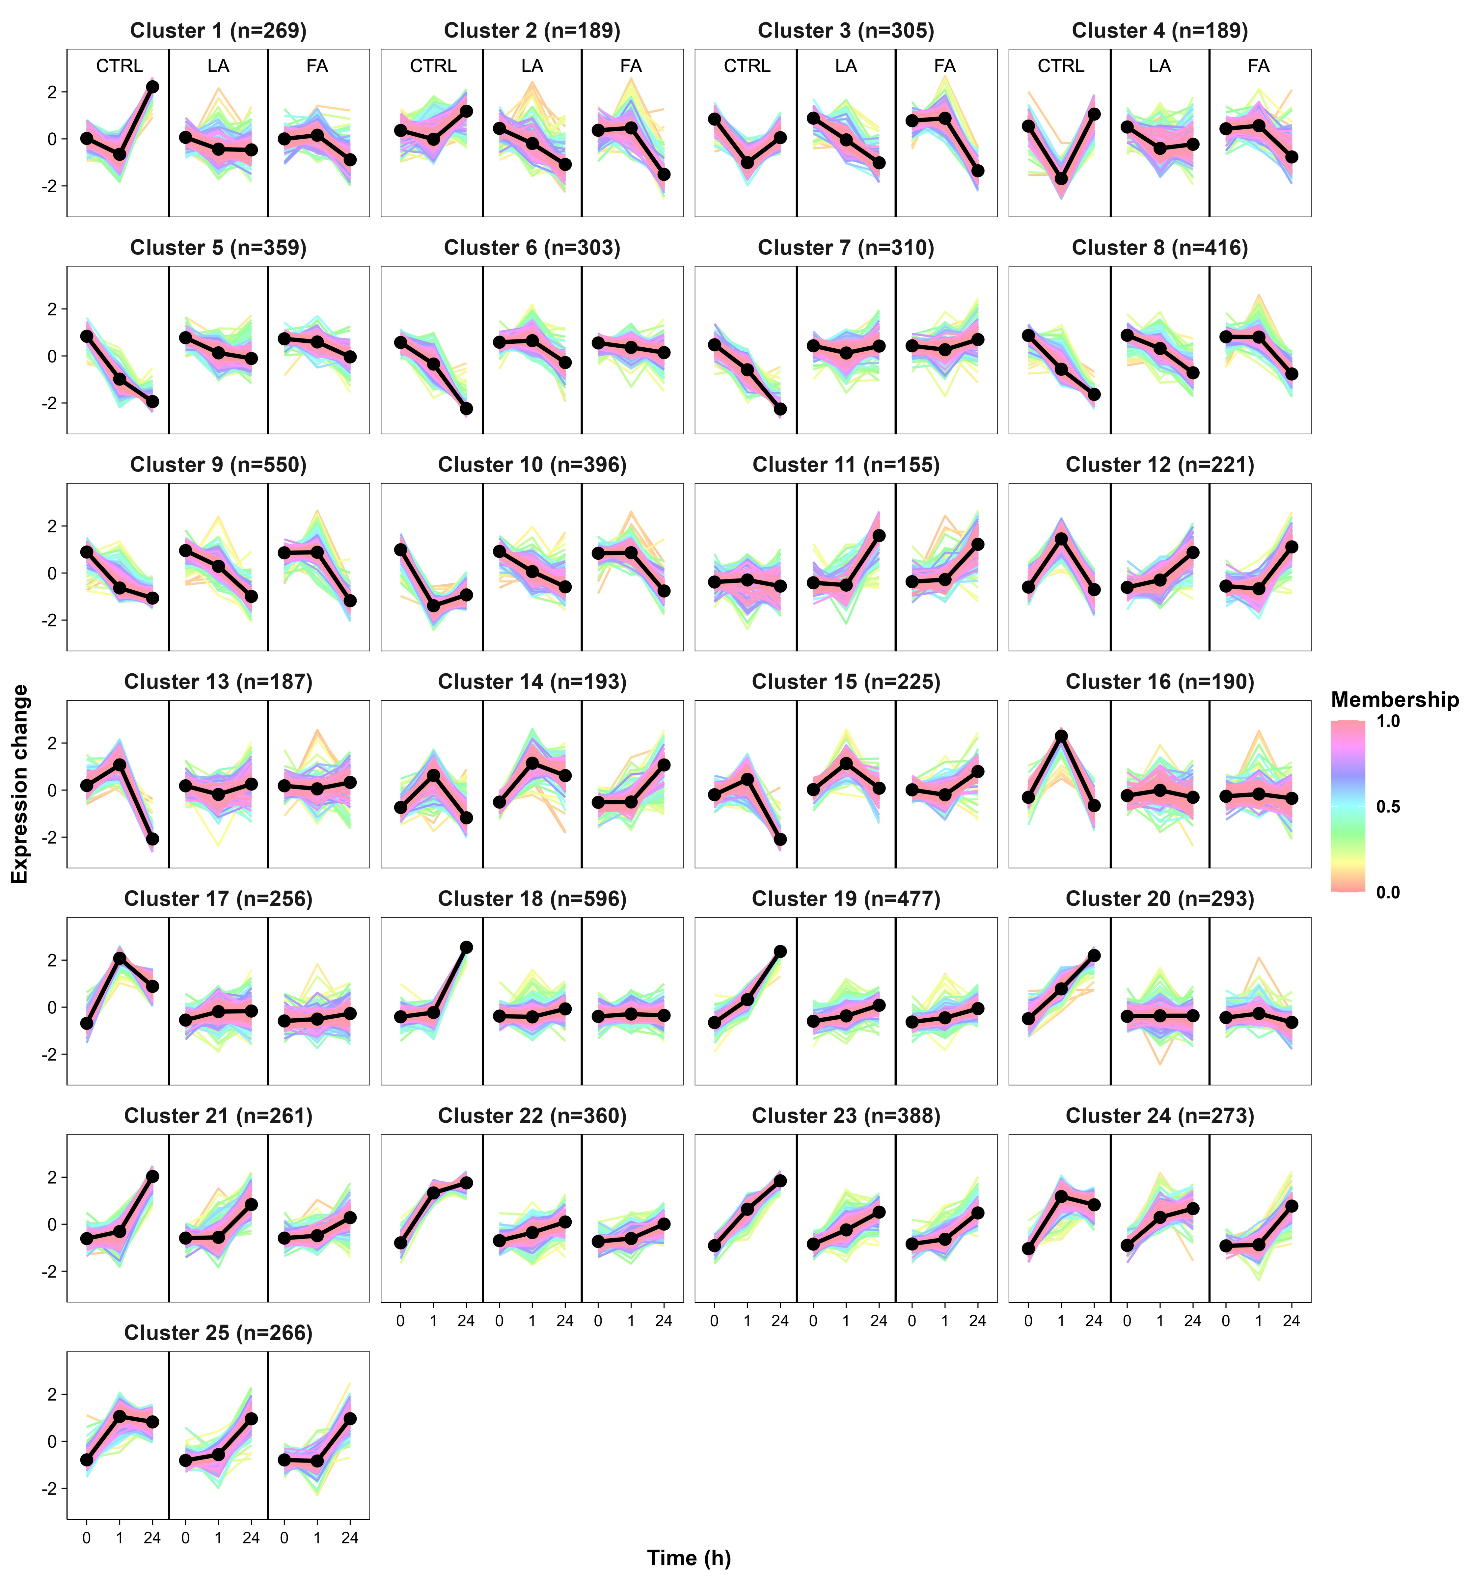 Cluster 1 (n=269) Cluster 2 (n=189) Cluster 3 (n=305) Cluster 4 (n=189)
CTRL LA FA CTRL LA FA CTRL LA FA CTRL LA FA
2
0
-2
Cluster 5 (n=359) Cluster 6 (n=303) Cluster 7 (n=310) Cluster 8 (n=416)
2
0
-2
Cluster 9 (n=550) Cluster 10 (n=396) Cluster 11 (n=155) Cluster 12 (n=221)
2
0
-2
Cluster 13 (n=187) Cluster 14 (n=193) Cluster 15 (n=225) Cluster 16 (n=190)
2
0
-2
Expression change
Membership
1.0
0.5
0.0
Cluster 17 (n=256) Cluster 18 (n=596) Cluster 19 (n=477) Cluster 20 (n=293)
2
0
-2
Cluster 21 (n=261) Cluster 22 (n=360) Cluster 23 (n=388) Cluster 24 (n=273)
2
0
-2
0 1 24 0 1 24 0 1 24 0 1 24 0 1 24 0 1 24 0 1 24 0 1 24 0 1 24
Cluster 25 (n=266)
2
0
-2
0 1 24 0 1 24 0 1 24
Time (h)